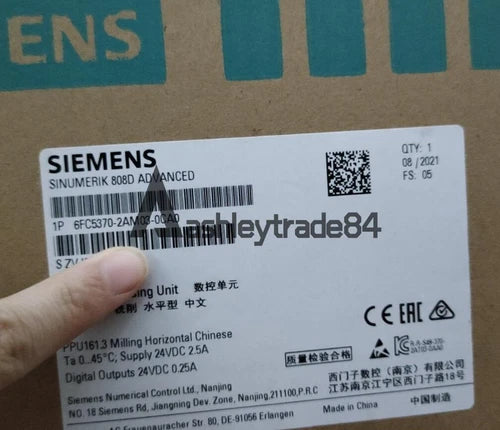 ENS
SIEMENS
SINUMERIK 808D ADVANCED
QTY: 1
08 / 2021
FS: 05
1P 6FC5370-2AM03-0CA0
ashleytrade84
S
Unit 数控单元
铣削 水平型 中文
CE EAC
PPU161.3 Milling Horizontal Chinese
Ta 0...45°C, Supply 24VDC 2.5A
Digital Outputs 24VDC 0.25A
质量检验合格
Siemens Numerical Control Ltd., Nanjing
NO. 18 Siemens Rd, Jiangning Dev. Zone, Nanjing,211100,P.R.C
西门子数控（南京）有限公司
江苏南京江宁区西门子路18号
Made in
中国制造
Frauenauracher Str. 80, DE-91056 Erlangen